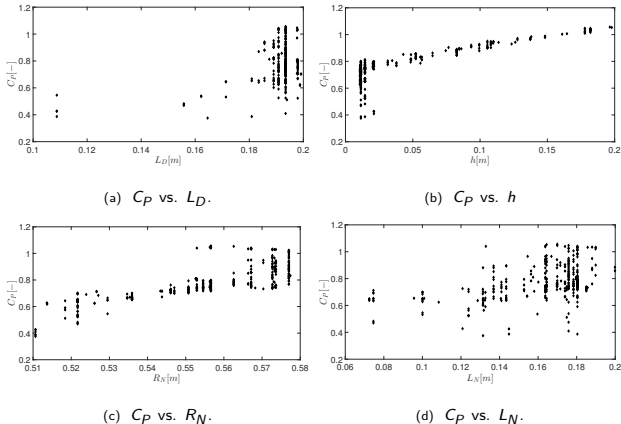 1.2
1
0.8
0.6
0.4
0.2
C_P[−]
0.1 0.12 0.14 0.16 0.18 0.2
L_D[m]
(a) C_P vs. L_D.
1.2
1
0.8
0.6
0.4
0.2
C_P[−]
0 0.05 0.1 0.15 0.2
h[m]
(b) C_P vs. h
1.2
1
0.8
0.6
0.4
0.2
C_P[−]
0.51 0.52 0.53 0.54 0.55 0.56 0.57 0.58
R_N[m]
(c) C_P vs. R_N.
1.2
1
0.8
0.6
0.4
0.2
C_P[−]
0.06 0.08 0.1 0.12 0.14 0.16 0.18 0.2
L_N[m]
(d) C_P vs. L_N.